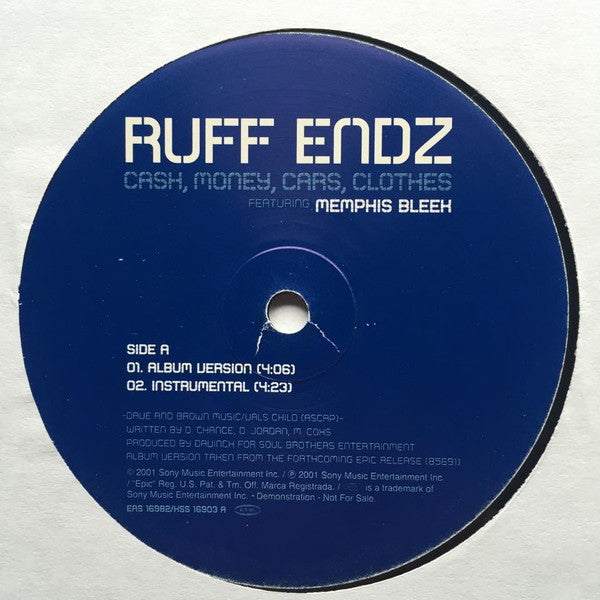 RUFF ENDZ
CASH, MONEY, CARS, CLOTHES
FEATURING MEMPHIS BLEEK
SIDE A
01. ALBUM VERSION (4:06)
02. INSTRUMENTAL (4:23)
-DAVE AND BROWN MUSIC/VALS CHILD (ASCAP)-
WRITTEN BY D. CHANCE, D. JORDAN, M. COXS
PRODUCED BY DAVINCH FOR SOUL BROTHERS ENTERTAINMENT
ALBUM VERSION TAKEN FROM THE FORTHCOMING EPIC RELEASE (85691)
© 2001 Sony Music Entertainment Inc. / ℗ 2001 Sony Music Entertainment Inc.
/ "Epic" Reg. U.S. Pat. & Tm. Off. Marca Registrada. / is a trademark of
Sony Music Entertainment Inc. • Demonstration - Not For Sale.
EAS 16982/XSS 16903 A